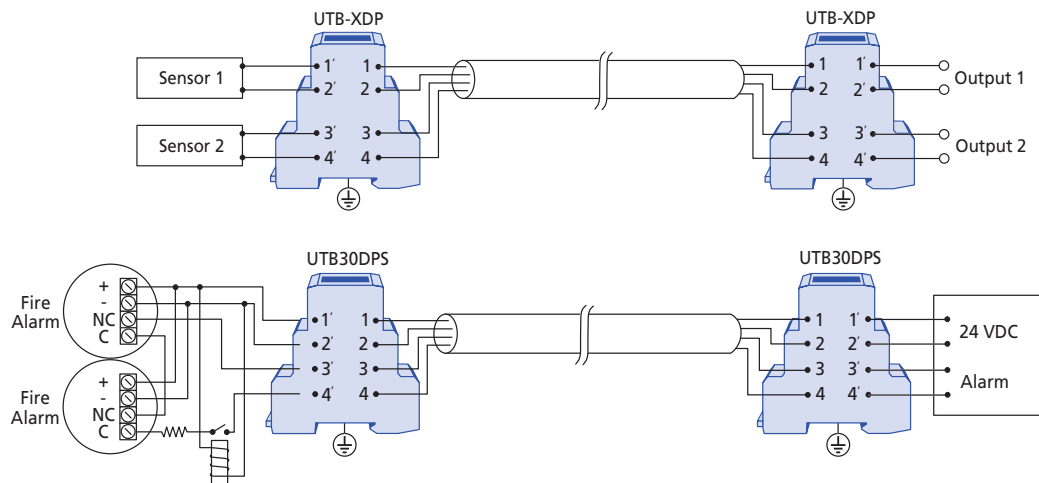 UTB-XDP
UTB-XDP
Sensor 1
1' 1
2' 2
Sensor 2
3' 3
4' 4
1 1'
2 2'
Output 1
3 3'
4 4'
Output 2
UTB30DPS
UTB30DPS
Fire
Alarm
+
-
NC
C
Fire
Alarm
+
-
NC
C
1' 1
2' 2
3' 3
4' 4
1 1'
2 2'
3 3'
4 4'
24 VDC
Alarm